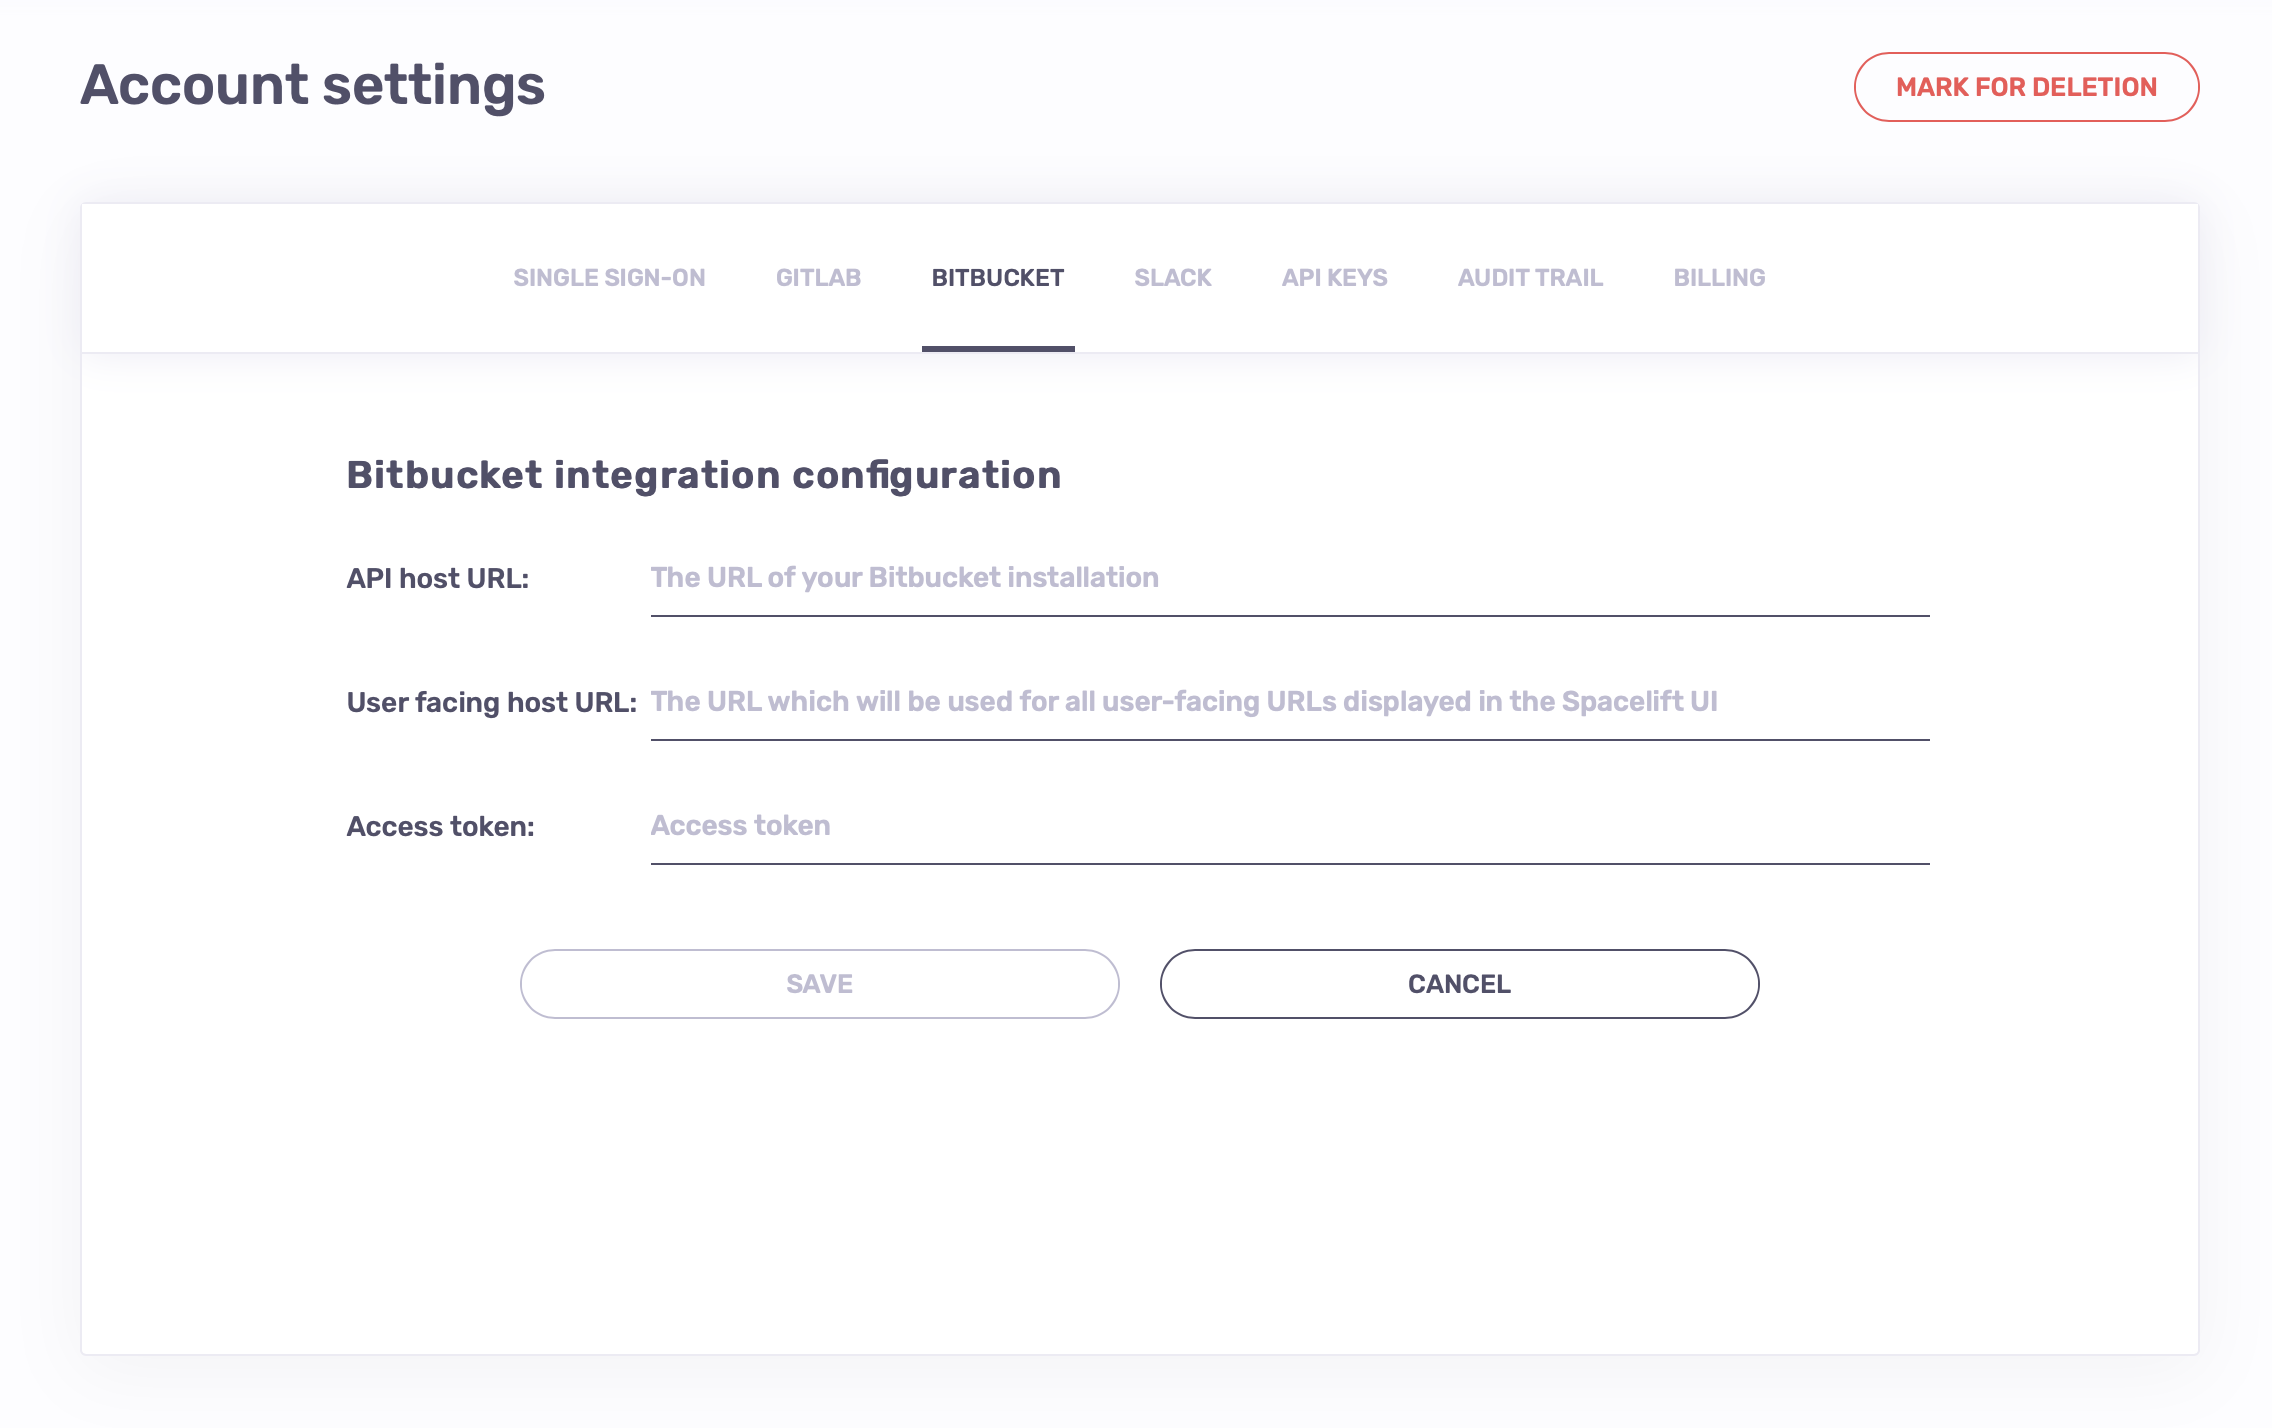 Account settings
MARK FOR DELETION
SINGLE SIGN-ON GITLAB BITBUCKET SLACK API KEYS AUDIT TRAIL BILLING
Bitbucket integration configuration
API host URL: The URL of your Bitbucket installation
User facing host URL: The URL which will be used for all user-facing URLs displayed in the Spacelift UI
Access token: Access token
SAVE CANCEL